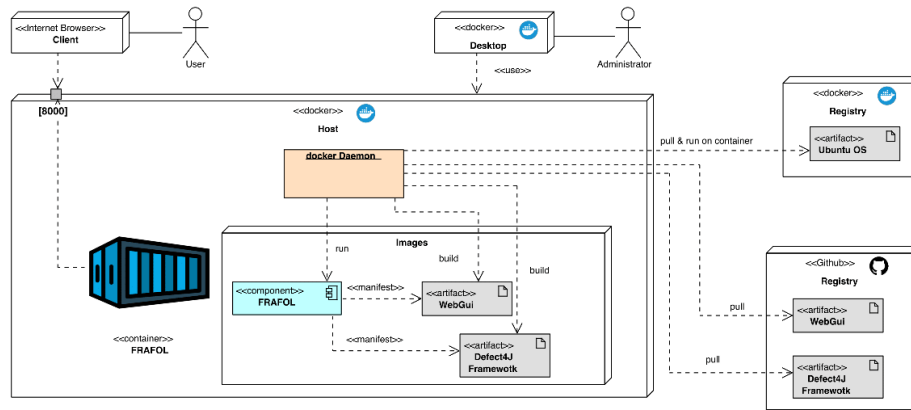 <<Internet Browser>>
Client
User
<<docker>>
Desktop
Administrator
<<use>>
[8000]
<<docker>>
Host
docker Daemon
pull & run on container
<<docker>>
Registry
<<artifact>>
Ubuntu OS
Images
run
build
build
<<component>>
FRAFOL
<<manifest>>
<<artifact>>
WebGui
<<manifest>>
<<artifact>>
Defect4J
Framewotk
<<container>>
FRAFOL
<<Github>>
Registry
pull
<<artifact>>
WebGui
pull
<<artifact>>
Defect4J
Framewotk